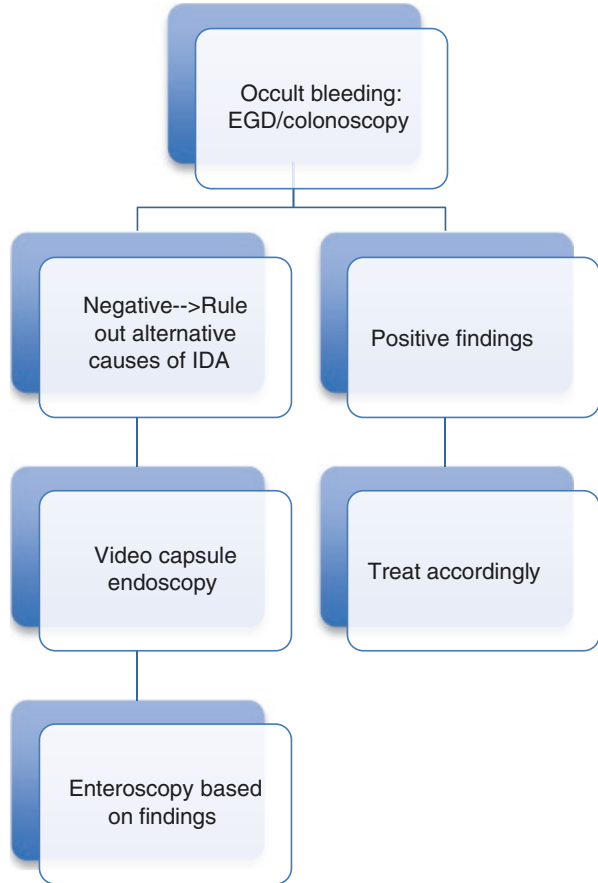 Occult bleeding:
EGD/colonoscopy
Negative-->Rule
out alternative
causes of IDA
Positive findings
Video capsule
endoscopy
Treat accordingly
Enteroscopy based
on findings